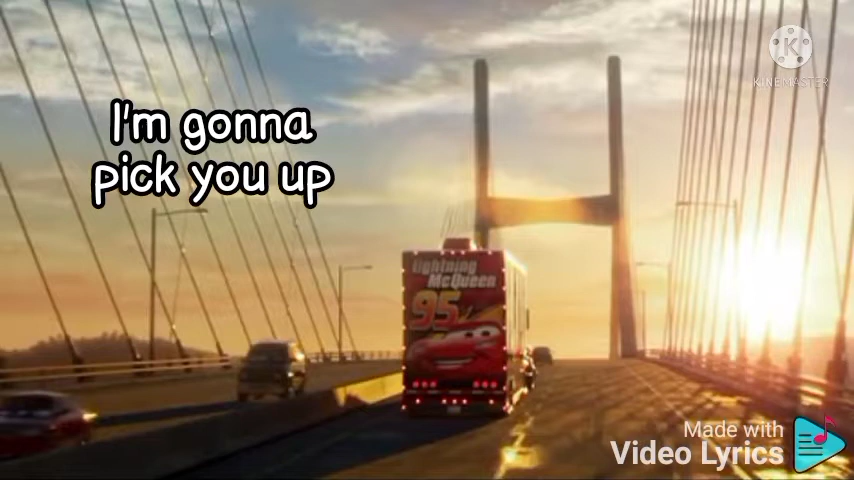 I'm gonna
pick you up
K
KINEMASTER
Lightning
McQueen
95
Made with
Video Lyrics